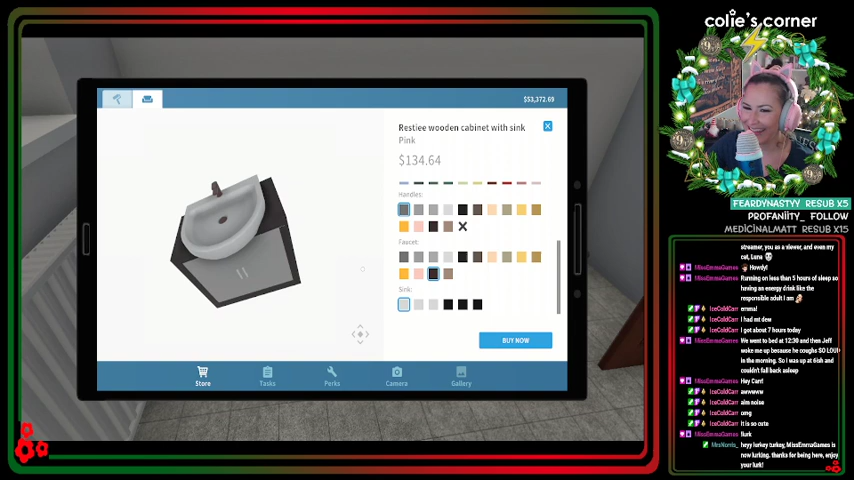 colie's corner
$53,372.69
Restiee wooden cabinet with sink
Pink
$134.64
Handles:
Faucet:
Sink:
BUY NOW
Store
Tasks
Perks
Camera
Gallery
FEARDYNASTYY RESUB X5
PROFANIITY_ FOLLOW
MEDICINALMATT RESUB X15
streamer, you as a viewer, and even my
cat, Luna
MissEmmaGames Howdy!
MissEmmaGames Running on less than 5 hours of sleep so
having an energy drink like the
responsible adult I am
IceColdCarr emma!
IceColdCarr I had mt dew
IceColdCarr I got about 7 hours today
MissEmmaGames We went to bed at 12:30 and then Jeff
woke me up because he coughs SO LOUD
in the morning. So I was up at 6ish and
couldn't fall back asleep
MissEmmaGames Hey Carr!
IceColdCarr awwwww
IceColdCarr aim noise
IceColdCarr omg
IceColdCarr it is so cute
MissEmmaGames !lurk
MrsNords_ heyy lurkey turkey, MissEmmaGames is
now lurking. thanks for being here, enjoy
your lurk!